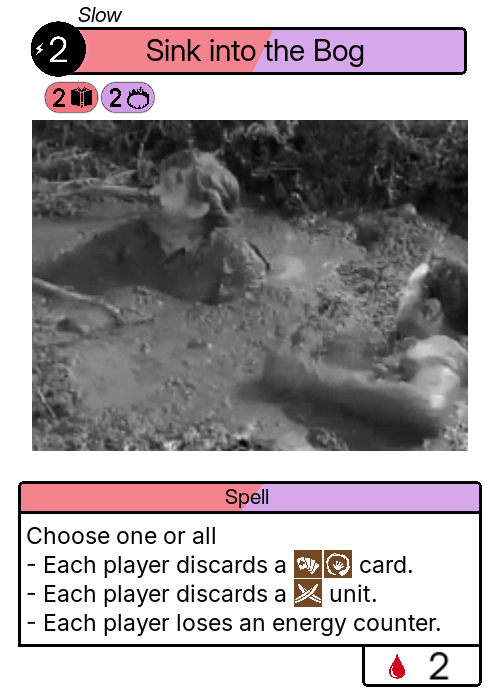 Slow
2 Sink into the Bog
2 2
Spell
Choose one or all
- Each player discards a card.
- Each player discards a unit.
- Each player loses an energy counter.
2